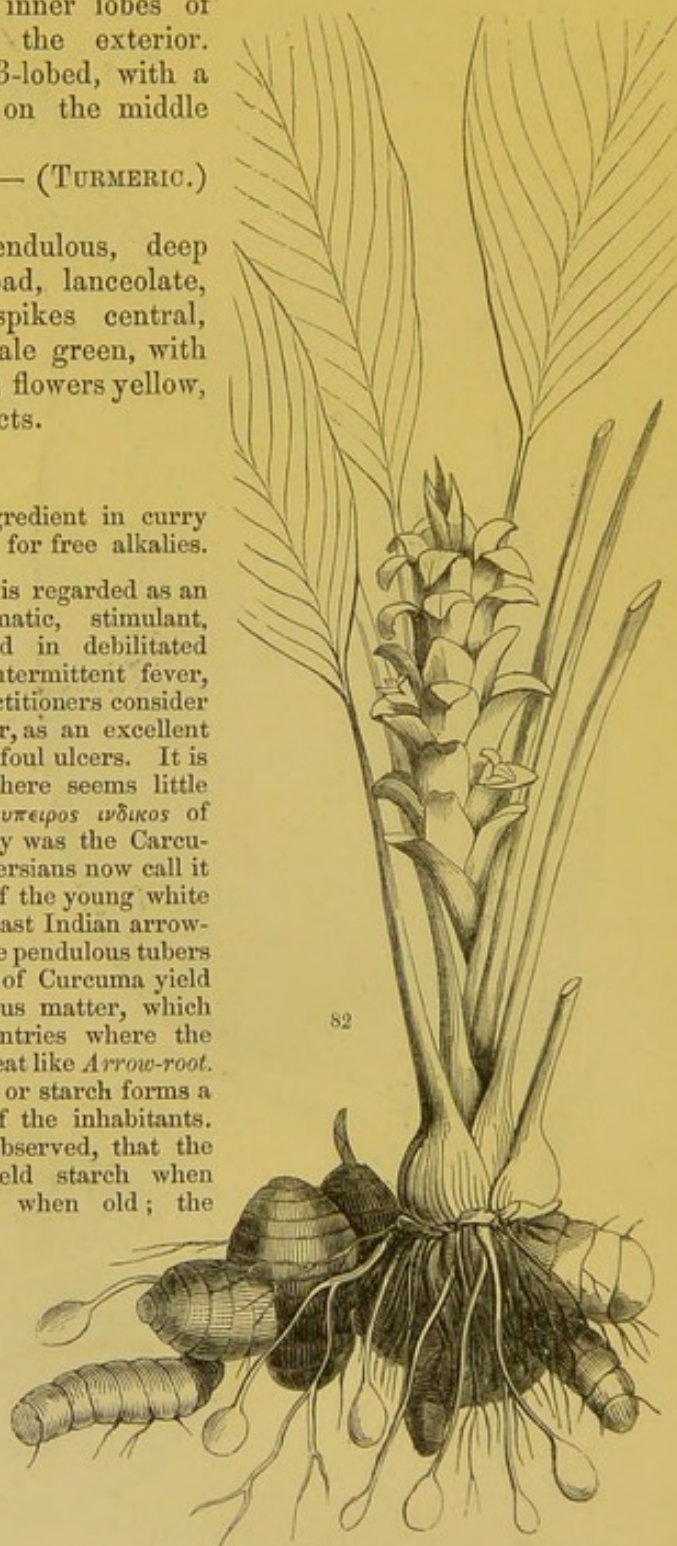 inner lobes of
the exterior.
3-lobed, with a
on the middle
— (TURMERIC.)
endulous, deep
oad, lanceolate,
spikes central,
ale green, with
flowers yellow,
cts.
gredient in curry
for free alkalies.
is regarded as an
matic, stimulant,
d in debilitated
ntermittent fever,
ctitioners consider
r, as an excellent
foul ulcers. It is
here seems little
υπειρος ινδικος of
y was the Carcu-
ersians now call it
f the young white
ast Indian arrow-
e pendulous tubers
of Curcuma yield
us matter, which
ntries where the
eat like Arrow-root.
or starch forms a
f the inhabitants.
bserved, that the
eld starch when
when old; the
82